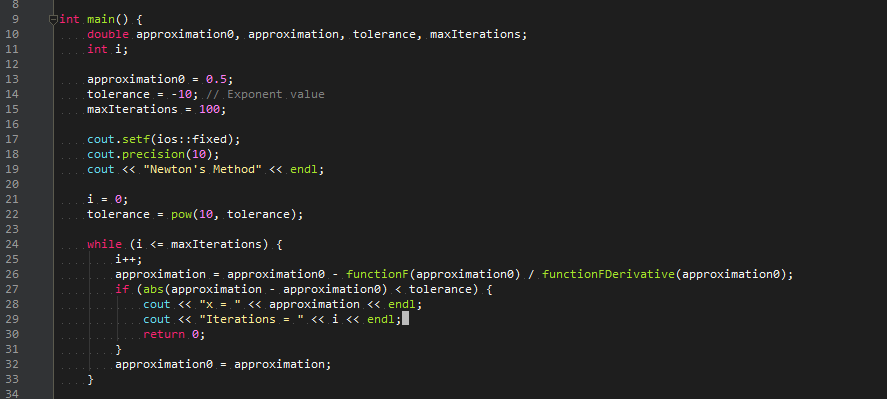 8
9 int main() {
10     double approximation0, approximation, tolerance, maxIterations;
11     int i;
12
13     approximation0 = 0.5;
14     tolerance = -10; // Exponent value
15     maxIterations = 100;
16
17     cout.setf(ios::fixed);
18     cout.precision(10);
19     cout << "Newton's Method" << endl;
20
21     i = 0;
22     tolerance = pow(10, tolerance);
23
24     while (i <= maxIterations) {
25         i++;
26         approximation = approximation0 - functionF(approximation0) / functionFDerivative(approximation0);
27         if (abs(approximation - approximation0) < tolerance) {
28             cout << "x = " << approximation << endl;
29             cout << "Iterations = " << i << endl;
30             return 0;
31         }
32         approximation0 = approximation;
33     }
34